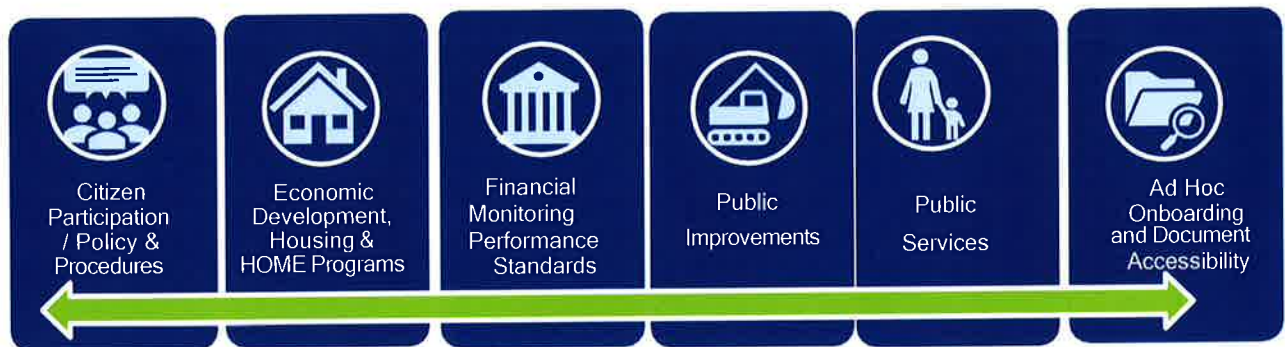 Citizen
Participation
/ Policy &
Procedures
Economic
Development,
Housing &
HOME Programs
Financial
Monitoring
Performance
Standards
Public
Improvements
Public
Services
Ad Hoc
Onboarding
and Document
Accessibility